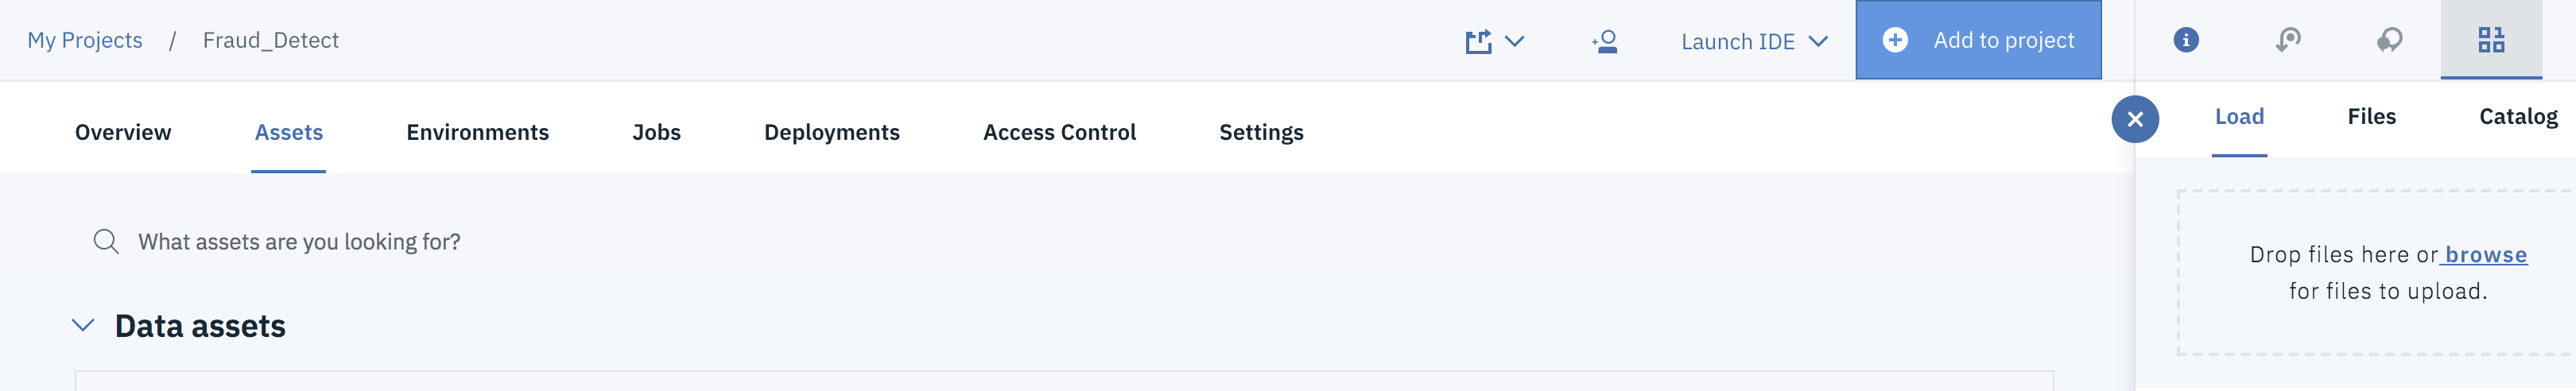 My Projects / Fraud_Detect
Launch IDE
Add to project
Overview Assets Environments Jobs Deployments Access Control Settings
Load Files Catalog
What assets are you looking for?
Drop files here or browse
for files to upload.
Data assets